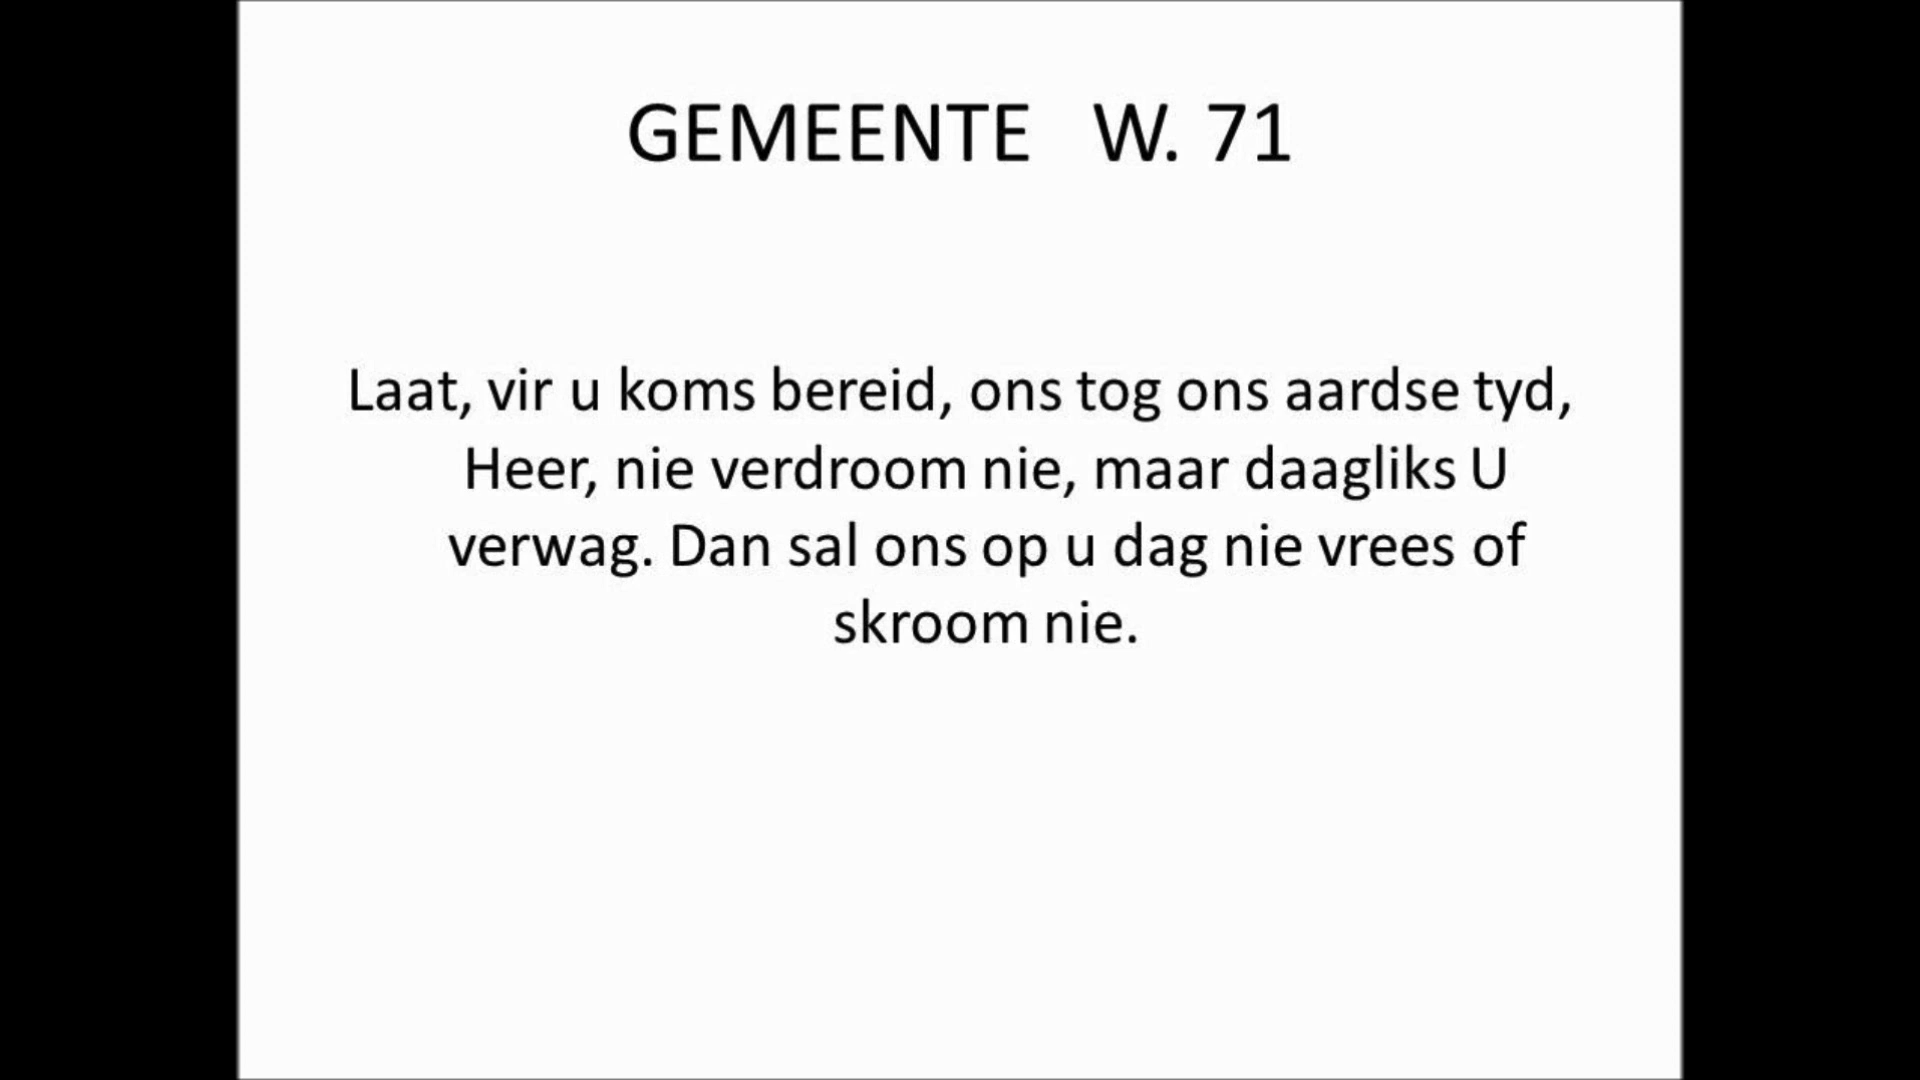 GEMEENTE W. 71
Laat, vir u koms bereid, ons tog ons aardse tyd,
Heer, nie verdroom nie, maar daagliks U
verwag. Dan sal ons op u dag nie vrees of
skroom nie.